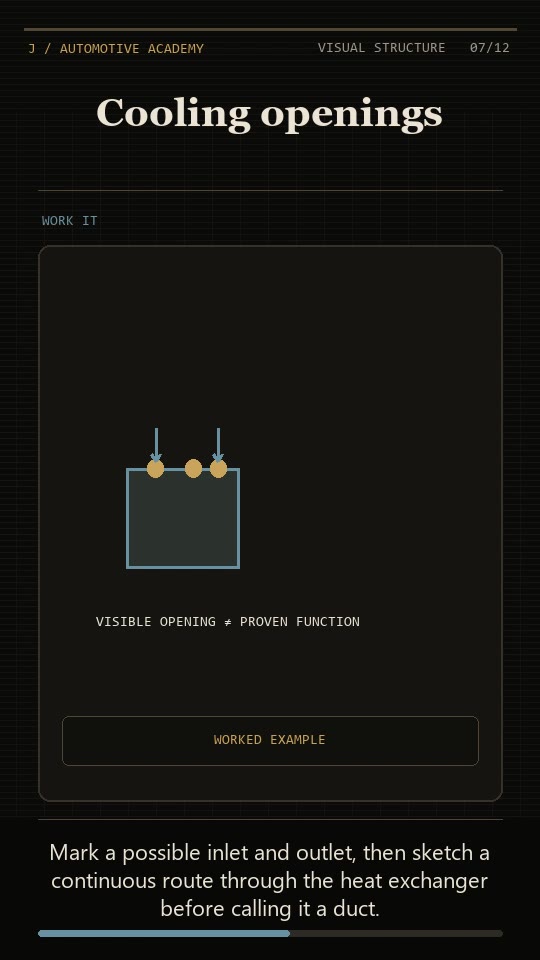 J / AUTOMOTIVE ACADEMY
VISUAL STRUCTURE 07/12
Cooling openings
WORK IT
VISIBLE OPENING ≠ PROVEN FUNCTION
WORKED EXAMPLE
Mark a possible inlet and outlet, then sketch a
continuous route through the heat exchanger
before calling it a duct.